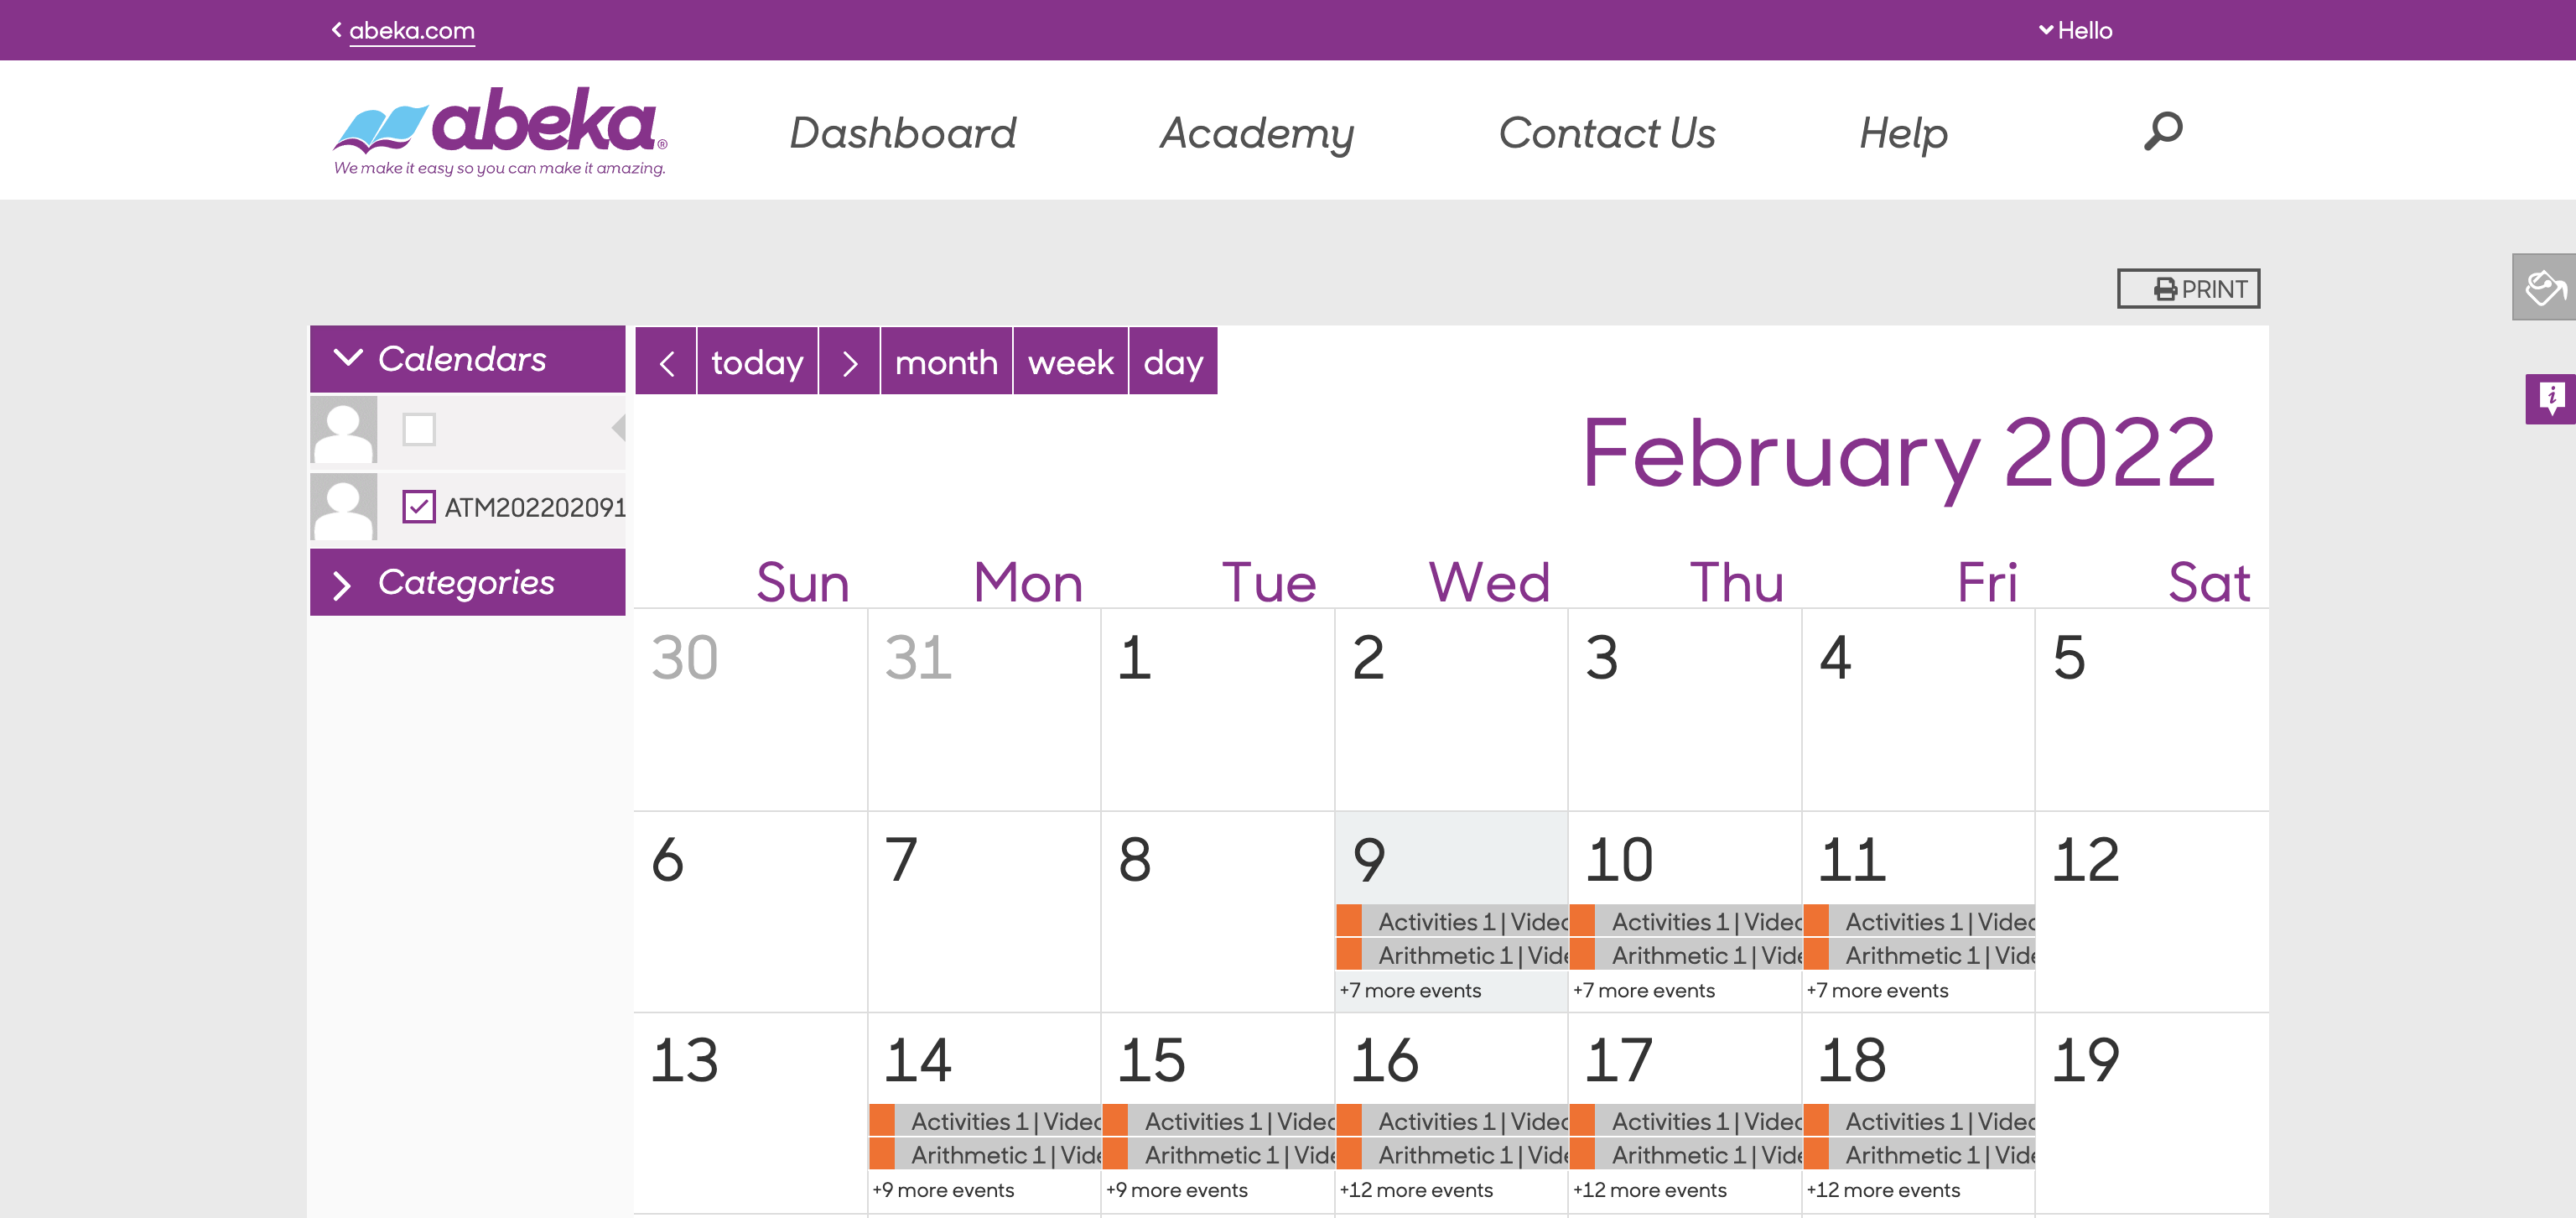 abeka.com
Hello
abeka®
We make it easy so you can make it amazing.
Dashboard Academy Contact Us Help
PRINT
Calendars
today month week day
February 2022
ATM202202091
Categories
Sun Mon Tue Wed Thu Fri Sat
30 31 1 2 3 4 5
6 7 8 9 10 11 12
Activities 1 | Video Activities 1 | Video Activities 1 | Video
Arithmetic 1 | Vide Arithmetic 1 | Vide Arithmetic 1 | Vide
+7 more events +7 more events +7 more events
13 14 15 16 17 18 19
Activities 1 | Video Activities 1 | Video Activities 1 | Video Activities 1 | Video Activities 1 | Video
Arithmetic 1 | Vide Arithmetic 1 | Vide Arithmetic 1 | Vide Arithmetic 1 | Vide Arithmetic 1 | Vide
+9 more events +9 more events +12 more events +12 more events +12 more events